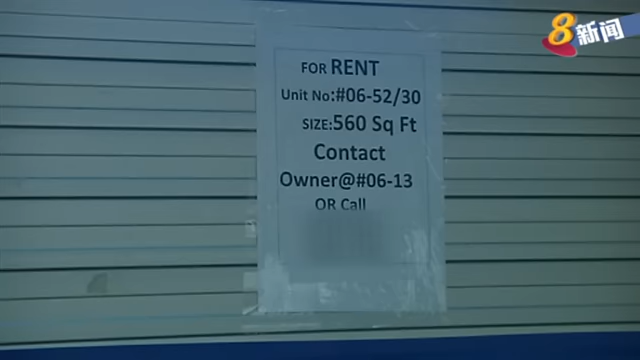 8新闻
FOR RENT
Unit No:#06-52/30
SIZE:560 Sq Ft
Contact
Owner@#06-13
OR Call